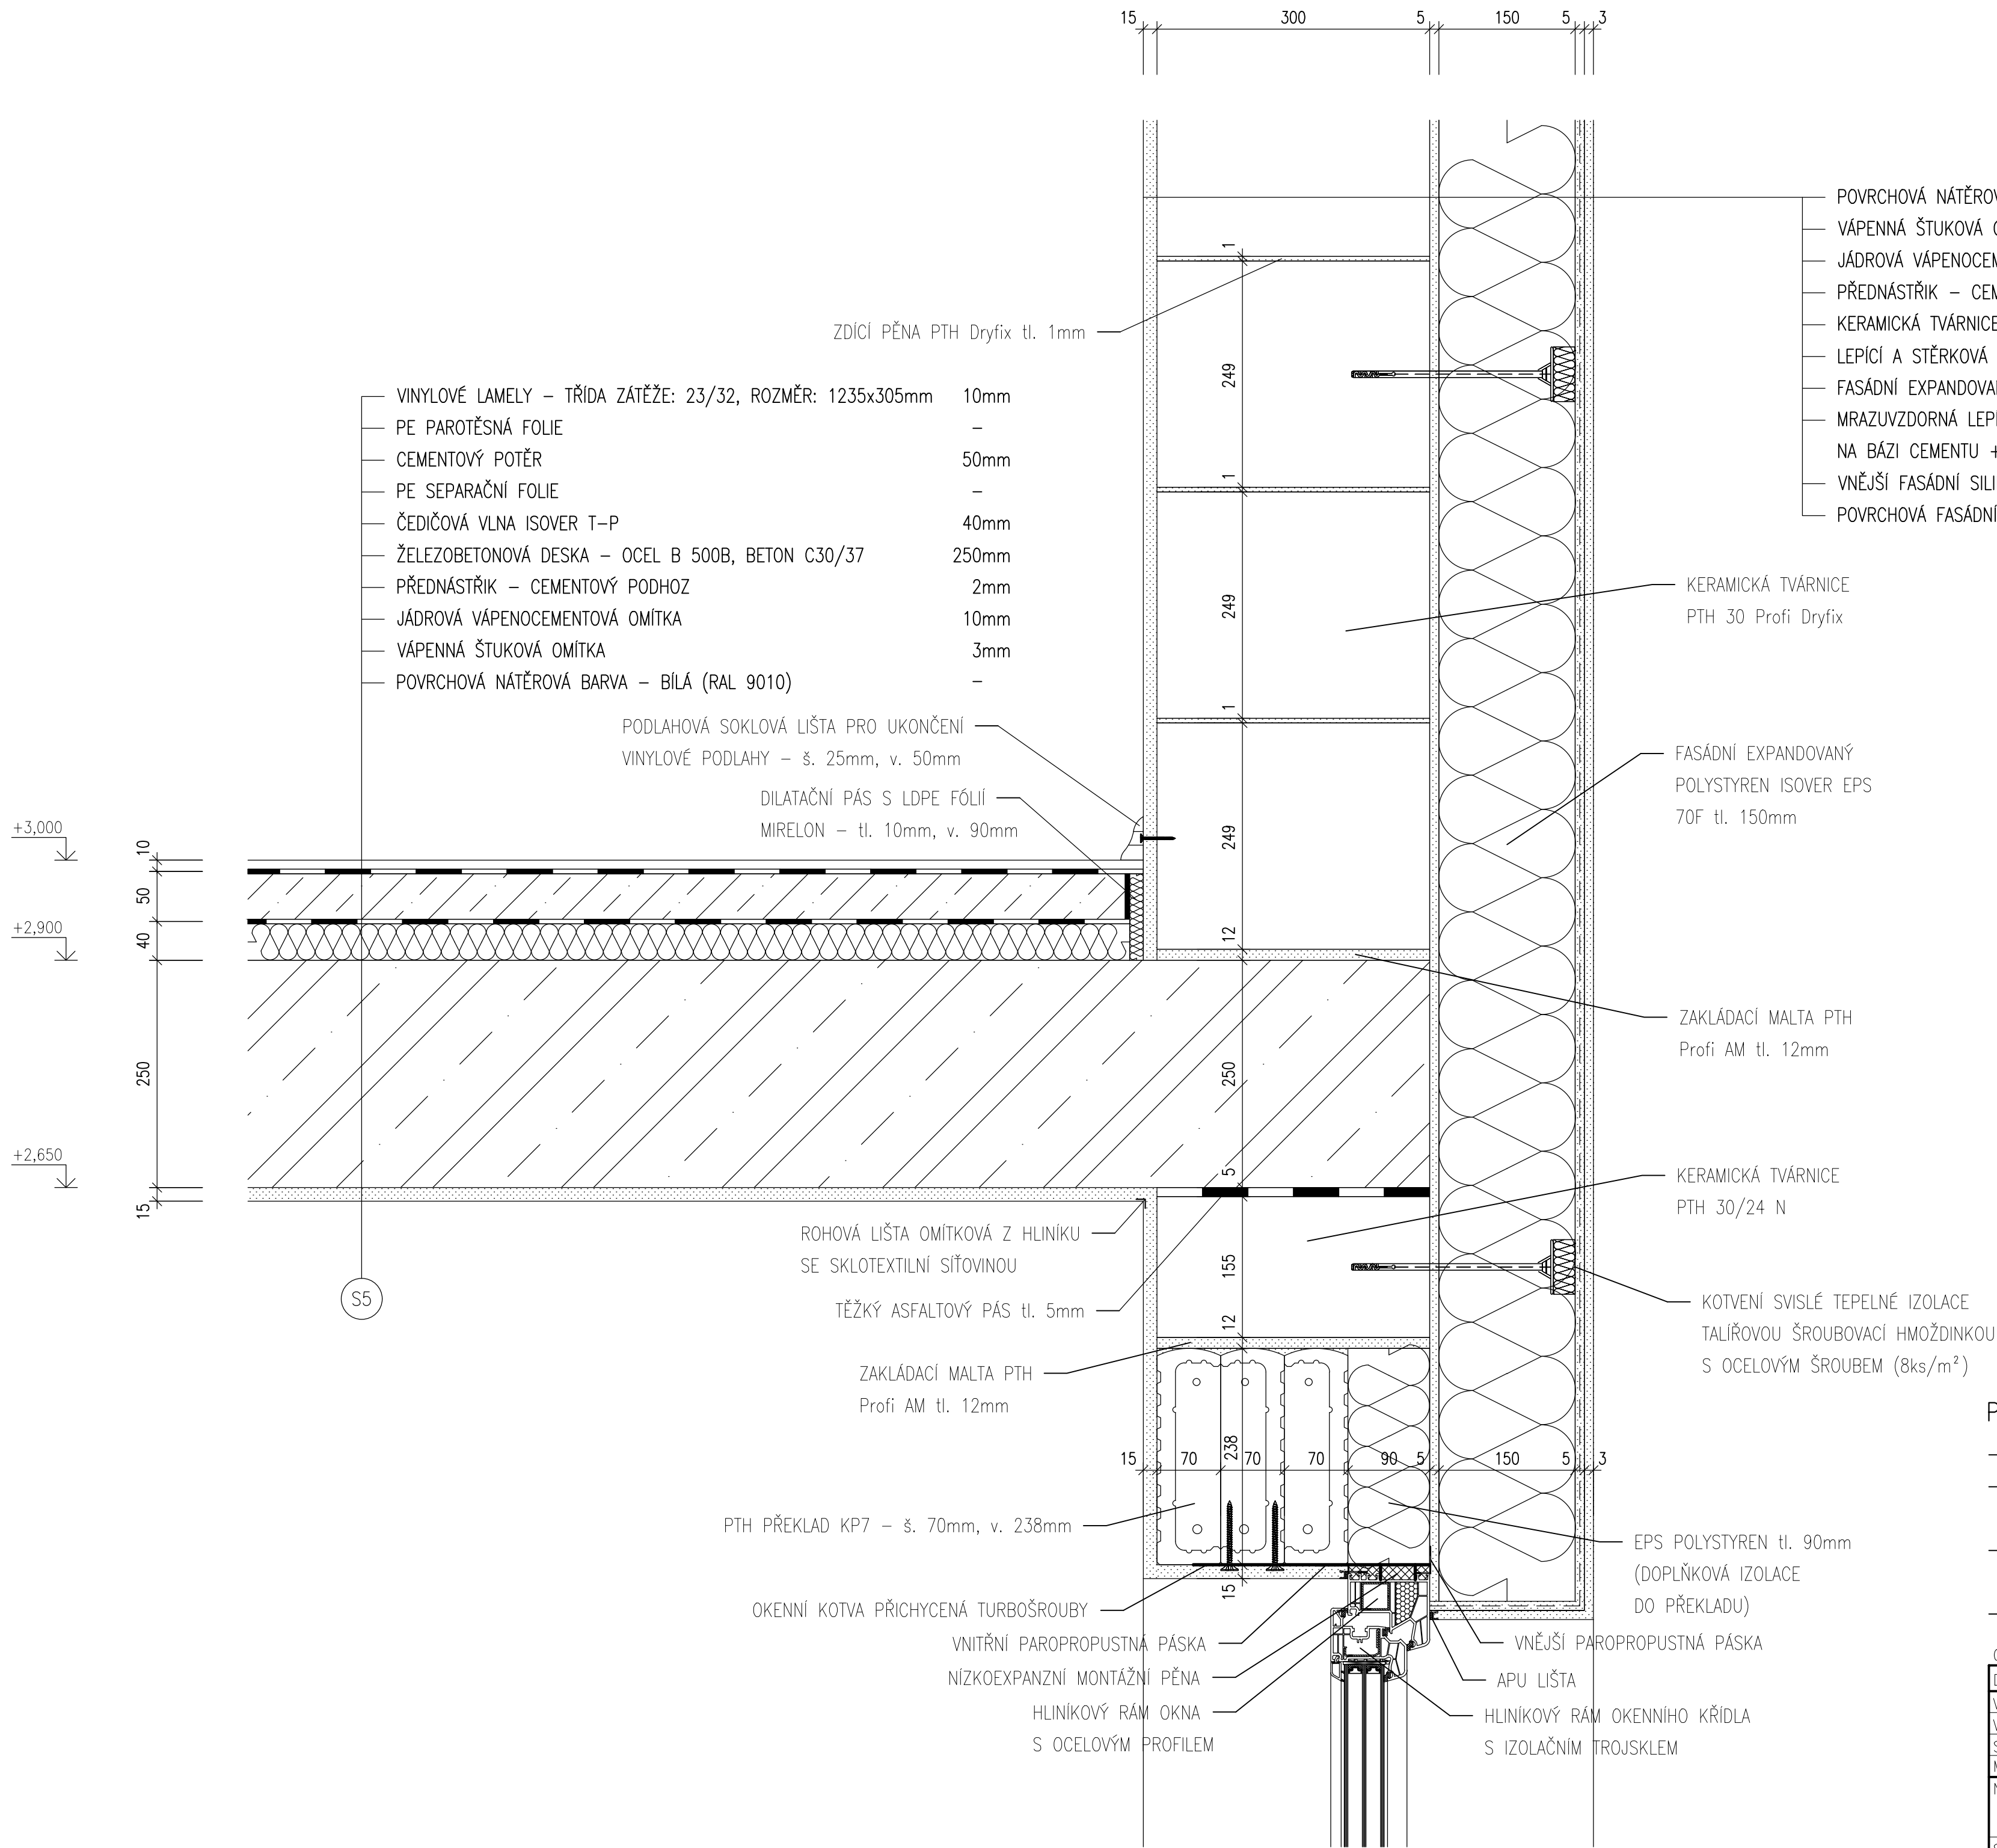 15 300 5 150 5 3
POVRCHOVÁ
VÁPENNÁ ŠTUKOVÁ
JÁDROVÁ
PŘEDNÁSTŘIK –
KERAMICKÁ TVÁRNICE
LEPÍCÍ A STĚRKOVÁ
FASÁDNÍ
MRAZUVZDORNÁ
NA BÁZI CEMENTU +
VNĚJŠÍ FASÁDNÍ
POVRCHOVÁ FASÁDNÍ
ZDÍCÍ PĚNA PTH Dryfix tl. 1mm
VINYLOVÉ LAMELY – TŘÍDA ZÁTĚŽE: 23/32, ROZMĚR: 1235x305mm 10mm
PE PAROTĚSNÁ FOLIE –
CEMENTOVÝ POTĚR 50mm
PE SEPARAČNÍ FOLIE –
ČEDIČOVÁ VLNA ISOVER T–P 40mm
ŽELEZOBETONOVÁ DESKA – OCEL B 500B, BETON C30/37 250mm
PŘEDNÁSTŘIK – CEMENTOVÝ PODHOZ 2mm
JÁDROVÁ VÁPENOCEMENTOVÁ OMÍTKA 10mm
VÁPENNÁ ŠTUKOVÁ OMÍTKA 3mm
POVRCHOVÁ NÁTĚROVÁ BARVA – BÍLÁ (RAL 9010) –
S5
PODLAHOVÁ SOKLOVÁ LIŠTA PRO UKONČENÍ
VINYLOVÉ PODLAHY – š. 25mm, v. 50mm
DILATAČNÍ PÁS S LDPE FÓLIÍ
MIRELON – tl. 10mm, v. 90mm
+3,000
+2,900
+2,650
10
50
40
250
15
1
249
1
249
1
249
12
250
5
155
12
238
15
KERAMICKÁ TVÁRNICE
PTH 30 Profi Dryfix
FASÁDNÍ EXPANDOVANÝ
POLYSTYREN ISOVER EPS
70F tl. 150mm
ZAKLÁDACÍ MALTA PTH
Profi AM tl. 12mm
KERAMICKÁ TVÁRNICE
PTH 30/24 N
KOTVENÍ SVISLÉ TEPELNÉ IZOLACE
TALÍŘOVOU ŠROUBOVACÍ HMOŽDINKOU
S OCELOVÝM ŠROUBEM (8ks/m²)
ROHOVÁ LIŠTA OMÍTKOVÁ Z HLINÍKU
SE SKLOTEXTILNÍ SÍŤOVINOU
TĚŽKÝ ASFALTOVÝ PÁS tl. 5mm
ZAKLÁDACÍ MALTA PTH
Profi AM tl. 12mm
15 70 70 70 90 5 150 5 3
PTH PŘEKLAD KP7 – š. 70mm, v. 238mm
EPS POLYSTYREN tl. 90mm
(DOPLŇKOVÁ IZOLACE
DO PŘEKLADU)
OKENNÍ KOTVA PŘICHYCENÁ TURBOŠROUBY
VNITŘNÍ PAROPROPUSTNÁ PÁSKA
NÍZKOEXPANZNÍ MONTÁŽNÍ PĚNA
HLINÍKOVÝ RÁM OKNA
S OCELOVÝM PROFILEM
VNĚJŠÍ PAROPROPUSTNÁ PÁSKA
APU LIŠTA
HLINÍKOVÝ RÁM OKENNÍHO KŘÍDLA
S IZOLAČNÍM TROJSKLEM